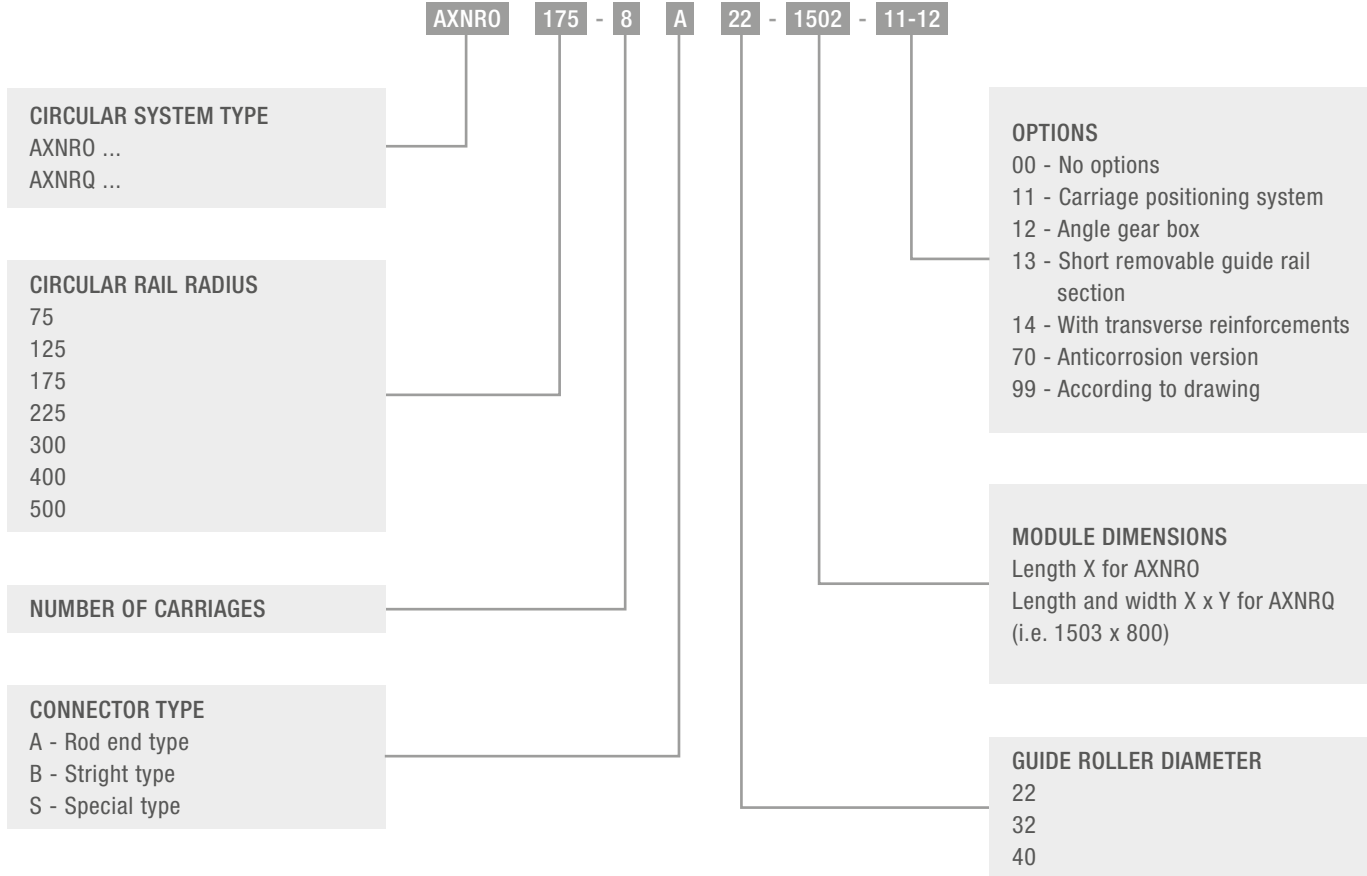 AXNRO 175 - 8 A 22 - 1502 - 11-12
CIRCULAR SYSTEM TYPE
AXNRO ...
AXNRQ ...
CIRCULAR RAIL RADIUS
75
125
175
225
300
400
500
NUMBER OF CARRIAGES
CONNECTOR TYPE
A - Rod end type
B - Stright type
S - Special type
OPTIONS
00 - No options
11 - Carriage positioning system
12 - Angle gear box
13 - Short removable guide rail
section
14 - With transverse reinforcements
70 - Anticorrosion version
99 - According to drawing
MODULE DIMENSIONS
Length X for AXNRO
Length and width X x Y for AXNRQ
(i.e. 1503 x 800)
GUIDE ROLLER DIAMETER
22
32
40